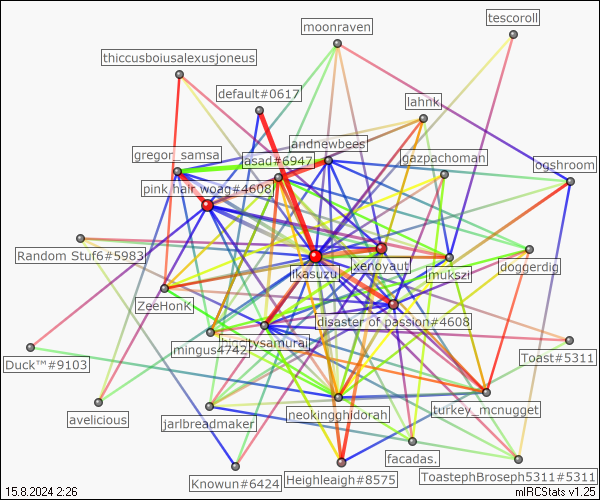 tescoroll
moonraven
thiccusboiusalexusjoneus
default#0617
lahnk
andnewbees
gregor_samsa
asad#6947
gazpachoman
ogshroom
pink hair woag#4608
Random Stuf6#5983
ikasuzu
xenoyaut
mukszi
doggerdig
ZeeHonk
disaster of passion#4608
bigcitysamurai
mingus4742
Duck™#9103
Toast#5311
avelicious
jarlbreadmaker
neokingghidorah
turkey_mcnugget
facadas.
Knowun#6424
Heighleagh#8575
ToastephBroseph5311#5311
15.8.2024 2:26
mIRCStats v1.25